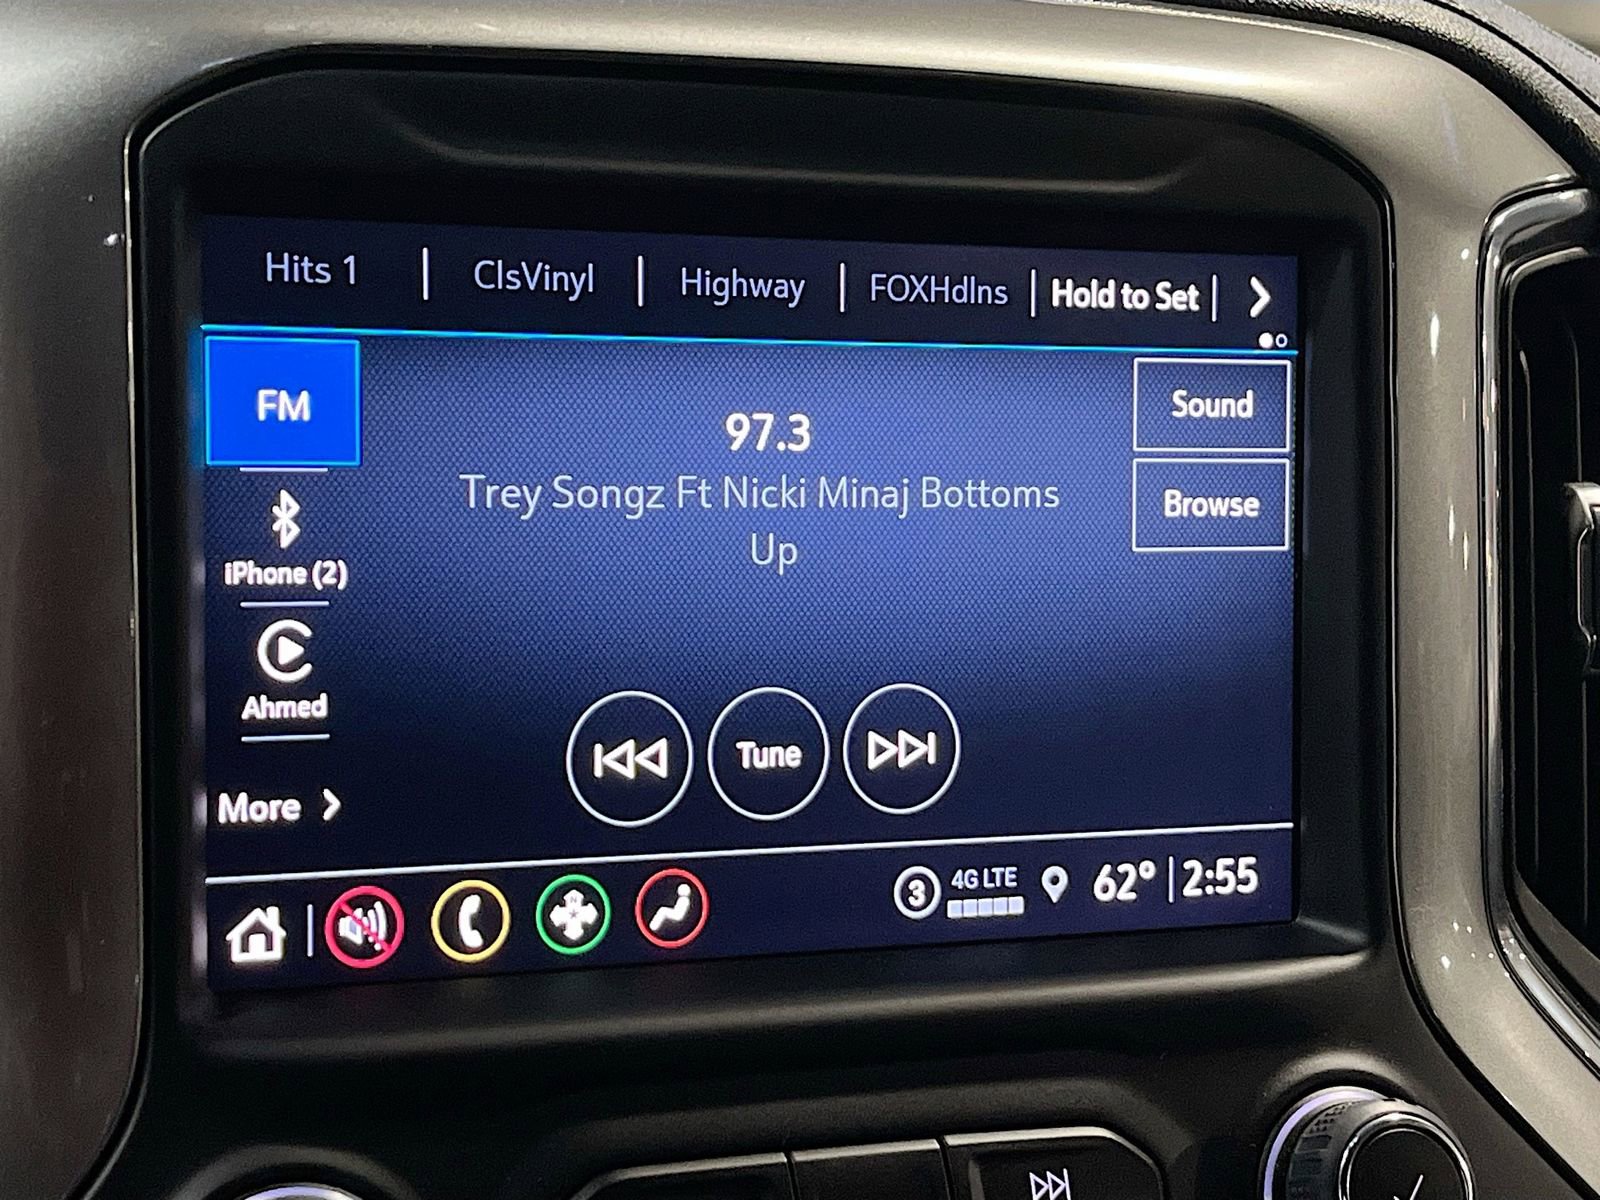 Hits 1 | ClsVinyl | Highway | FOXHdlns | Hold to Set |
FM
97.3
Sound
Trey Songz Ft Nicki Minaj Bottoms
Up
Browse
iPhone (2)
Ahmed
Tune
More
3 4G LTE 62° | 2:55